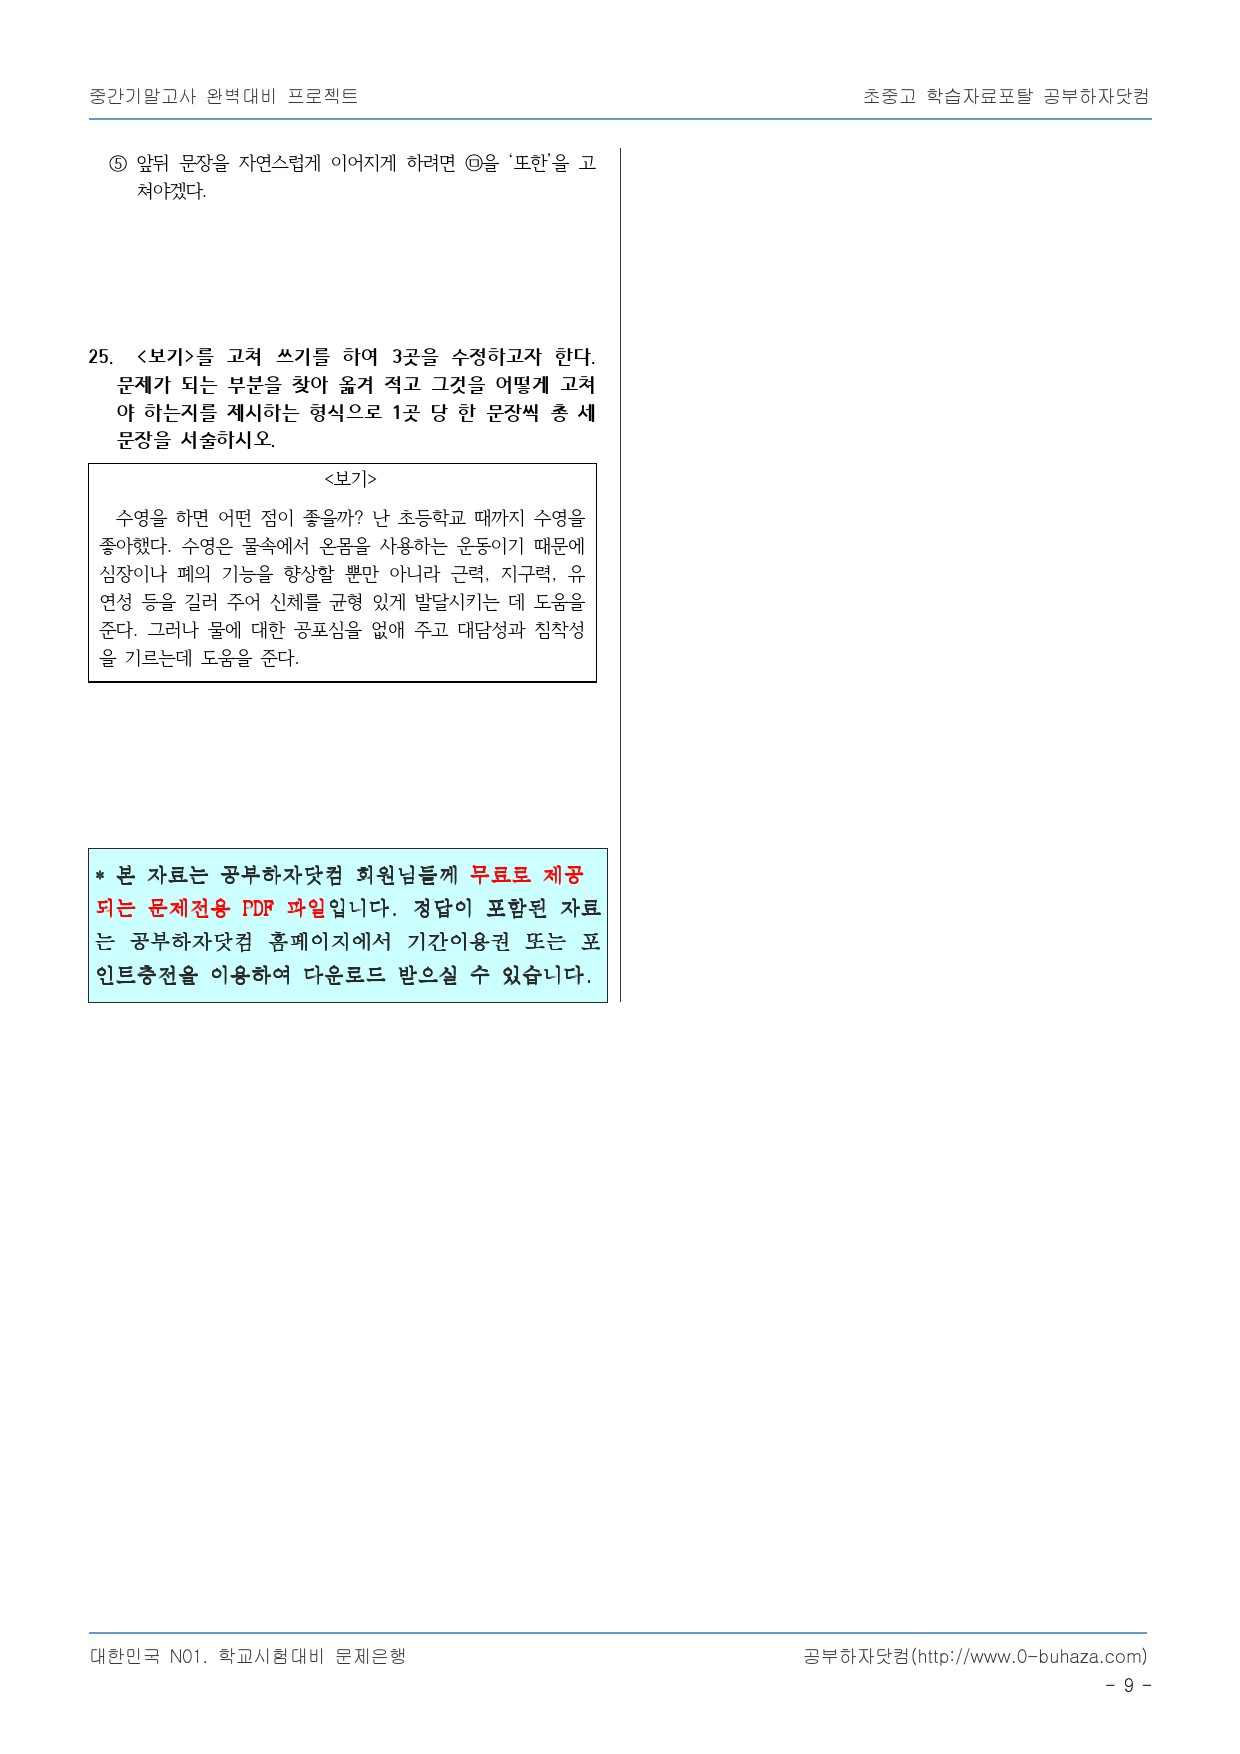 중간기말고사 완벽대비 프로젝트
초중고 학습자료포탈 공부하자닷컴
⑤ 앞뒤 문장을 자연스럽게 이어지게 하려면 ㉤을 ‘또한’을 고
쳐야겠다.
25. <보기>를 고쳐 쓰기를 하여 3곳을 수정하고자 한다.
문제가 되는 부분을 찾아 옮겨 적고 그것을 어떻게 고쳐
야 하는지를 제시하는 형식으로 1곳 당 한 문장씩 총 세
문장을 서술하시오.
<보기>
수영을 하면 어떤 점이 좋을까? 난 초등학교 때까지 수영을
좋아했다. 수영은 물속에서 온몸을 사용하는 운동이기 때문에
심장이나 폐의 기능을 향상할 뿐만 아니라 근력, 지구력, 유
연성 등을 길러 주어 신체를 균형 있게 발달시키는 데 도움을
준다. 그러나 물에 대한 공포심을 없애 주고 대담성과 침착성
을 기르는데 도움을 준다.
* 본 자료는 공부하자닷컴 회원님들께 무료로 제공
되는 문제전용 PDF 파일입니다. 정답이 포함된 자료
는 공부하자닷컴 홈페이지에서 기간이용권 또는 포
인트충전을 이용하여 다운로드 받으실 수 있습니다.
대한민국 N01. 학교시험대비 문제은행
공부하자닷컴(http://www.0-buhaza.com)
- 9 -